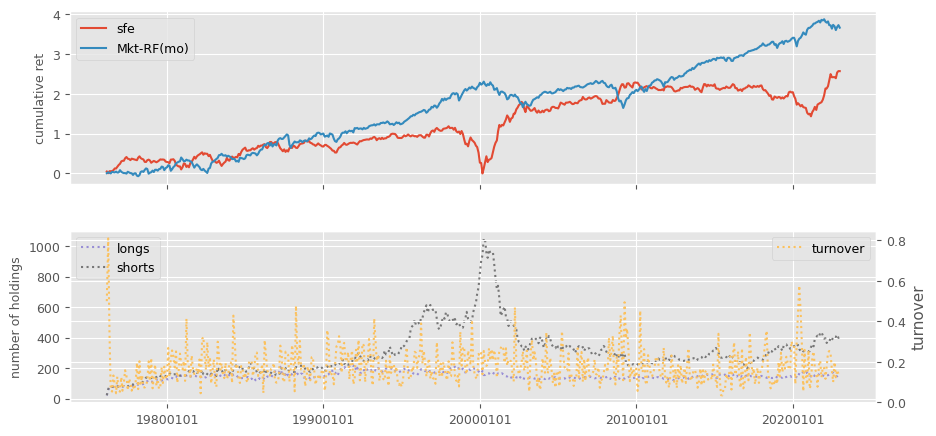 4
3
2
1
0
cumulative ret
sfe
Mkt-RF(mo)
1000
800
600
400
200
0
number of holdings
longs
shorts
turnover
0.8
0.6
0.4
0.2
0.0
turnover
19800101
19900101
20000101
20100101
20200101